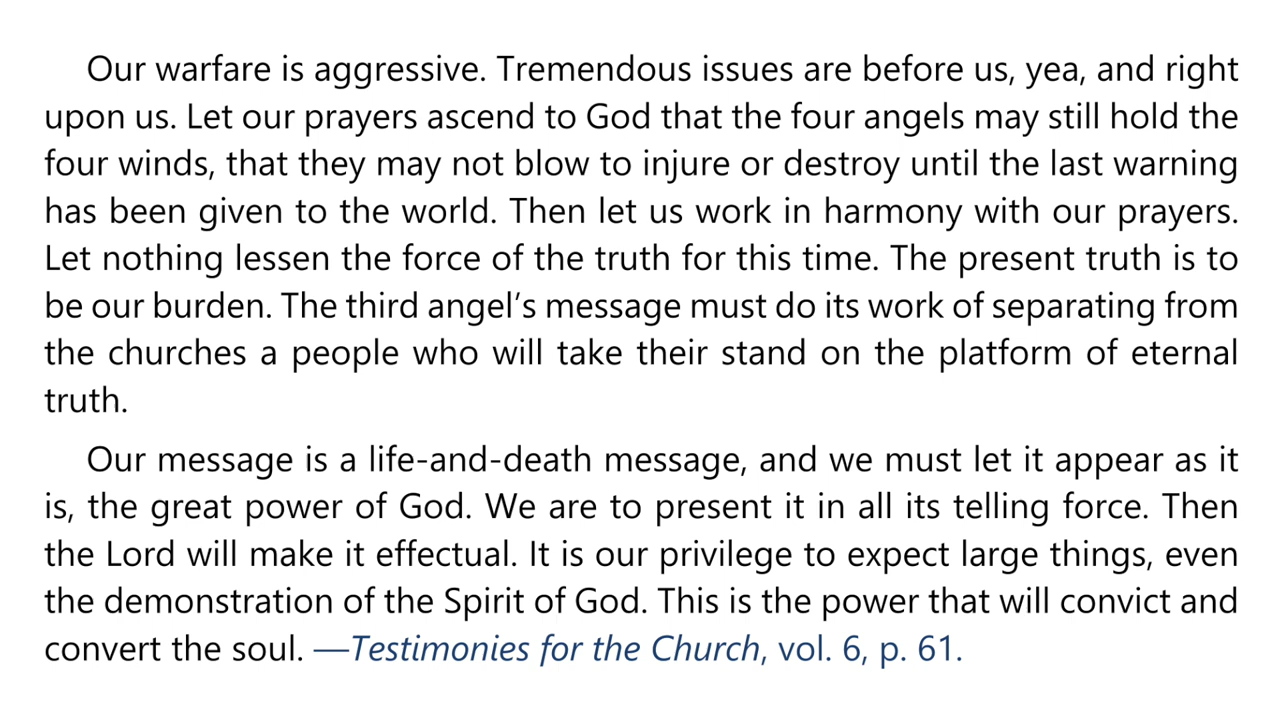 Our warfare is aggressive. Tremendous issues are before us, yea, and right
upon us. Let our prayers ascend to God that the four angels may still hold the
four winds, that they may not blow to injure or destroy until the last warning
has been given to the world. Then let us work in harmony with our prayers.
Let nothing lessen the force of the truth for this time. The present truth is to
be our burden. The third angel’s message must do its work of separating from
the churches a people who will take their stand on the platform of eternal
truth.
Our message is a life-and-death message, and we must let it appear as it
is, the great power of God. We are to present it in all its telling force. Then
the Lord will make it effectual. It is our privilege to expect large things, even
the demonstration of the Spirit of God. This is the power that will convict and
convert the soul. —Testimonies for the Church, vol. 6, p. 61.